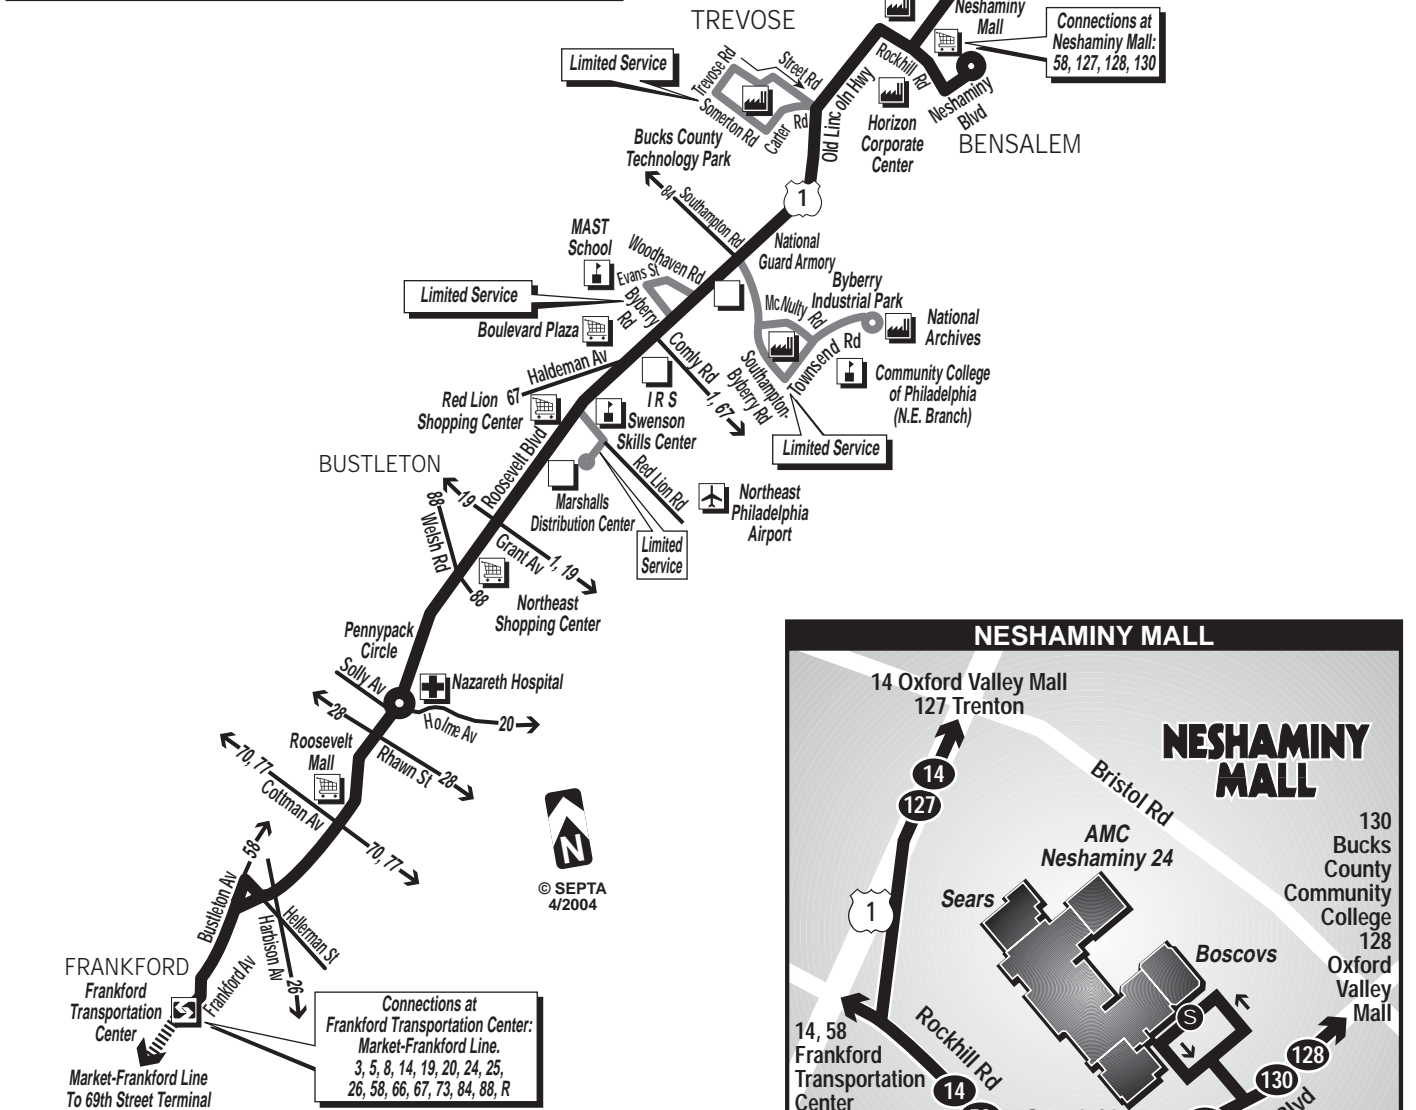 TREVOSE
Neshaminy
Mall
Connections at
Neshaminy Mall:
58, 127, 128, 130
Limited Service
Trevose Rd
Street Rd
Somerton Rd
Carter Rd
Rockhill Rd
Neshaminy
Blvd
Old Lincoln Hwy
Horizon
Corporate
Center
BENSALEM
Bucks County
Technology Park
1
84
Southampton Rd
MAST
School
Woodhaven Rd
Evans St
Byberry
Rd
National
Guard Armory
Limited Service
Byberry
Industrial Park
McNulty Rd
National
Archives
Boulevard Plaza
Southampton-
Byberry Rd
Townsend Rd
Community College
of Philadelphia
(N.E. Branch)
Limited Service
Haldeman Av
67
Comly Rd
1, 67
Red Lion
Shopping Center
I R S
Swenson
Skills Center
BUSTLETON
Roosevelt Blvd
Red Lion Rd
Marshalls
Distribution Center
Limited
Service
Northeast
Philadelphia
Airport
19
88
Welsh Rd
88
Grant Av
1, 19
Northeast
Shopping Center
Pennypack
Circle
Solly Av
Nazareth Hospital
Holme Av
20
28
Rhawn St
28
Roosevelt
Mall
70, 77
Cottman Av
70, 77
58
Bustleton Av
Harbison Av
Hellerman St
26
N
© SEPTA
4/2004
FRANKFORD
Frankford
Transportation
Center
Frankford Av
Market-Frankford Line
To 69th Street Terminal
Connections at
Frankford Transportation Center:
Market-Frankford Line.
3, 5, 8, 14, 19, 20, 24, 25,
26, 58, 66, 67, 73, 84, 88, R
NESHAMINY MALL
14 Oxford Valley Mall
127 Trenton
14
127
1
NESHAMINY
MALL
Bristol Rd
AMC
Neshaminy 24
Sears
Boscovs
S
130
Bucks
County
Community
College
128
Oxford
Valley
Mall
14, 58
Frankford
Transportation
Center
Rockhill Rd
14
128
130
Blvd